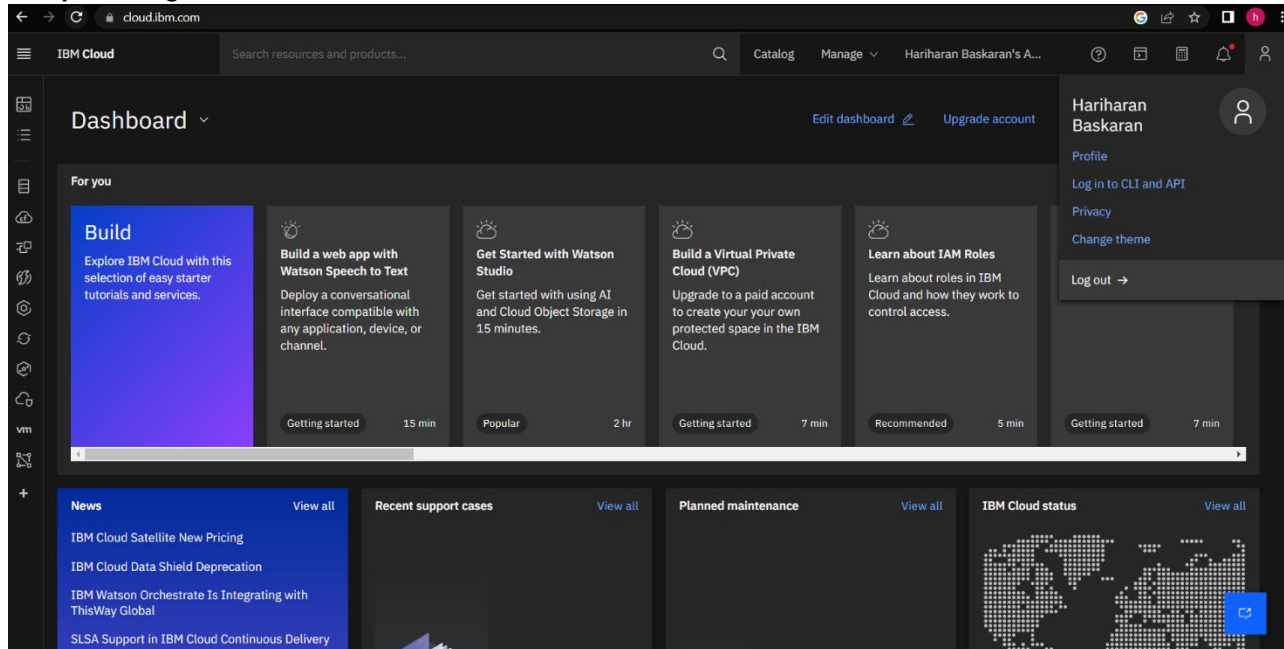 cloud.ibm.com
h
IBM Cloud
Search resources and products...
Catalog
Manage
Hariharan Baskaran's A...
Dashboard
Edit dashboard
Upgrade account
Hariharan
Baskaran
Profile
Log in to CLI and API
Privacy
Change theme
Log out →
For you
Build
Explore IBM Cloud with this
selection of easy starter
tutorials and services.
Build a web app with
Watson Speech to Text
Deploy a conversational
interface compatible with
any application, device, or
channel.
Getting started 15 min
Get Started with Watson
Studio
Get started with using AI
and Cloud Object Storage in
15 minutes.
Popular 2 hr
Build a Virtual Private
Cloud (VPC)
Upgrade to a paid account
to create your your own
protected space in the IBM
Cloud.
Getting started 7 min
Learn about IAM Roles
Learn about roles in IBM
Cloud and how they work to
control access.
Recommended 5 min
Getting started 7 min
vm
News View all
IBM Cloud Satellite New Pricing
IBM Cloud Data Shield Deprecation
IBM Watson Orchestrate Is Integrating with
ThisWay Global
SLSA Support in IBM Cloud Continuous Delivery
Recent support cases View all
Planned maintenance View all
IBM Cloud status View all